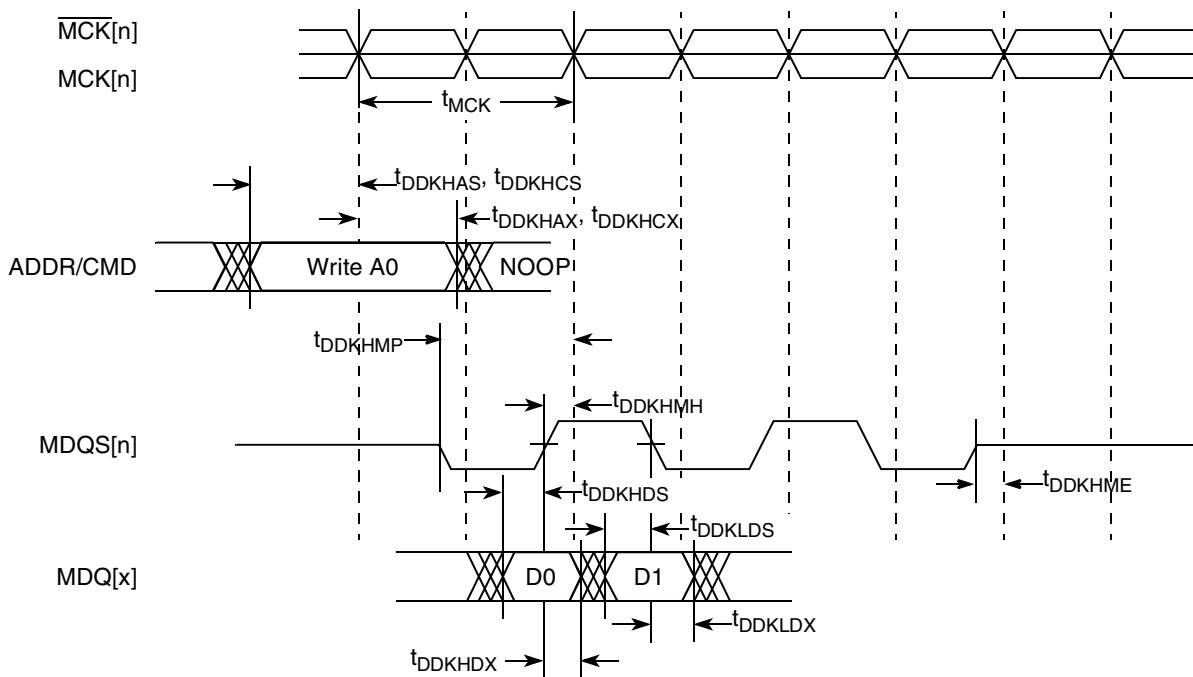 MCK[n]
MCK[n]
tMCK
tDDKHAS, tDDKHCS
tDDKHAX, tDDKHCX
ADDR/CMD
Write A0
NOOP
tDDKHMP
tDDKHMH
MDQS[n]
tDDKHDS
tDDKHME
tDDKLDS
MDQ[x]
D0
D1
tDDKLDX
tDDKHDX